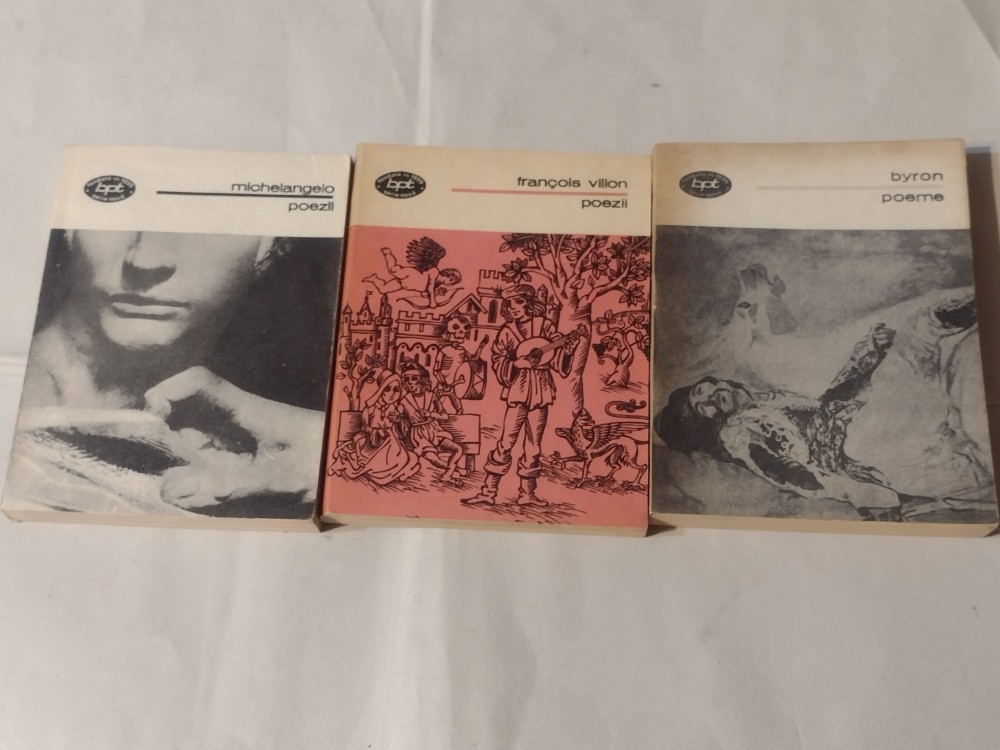 bpt
michelangelo
poezii
bpt
françois villon
poezii
bpt
byron
poeme